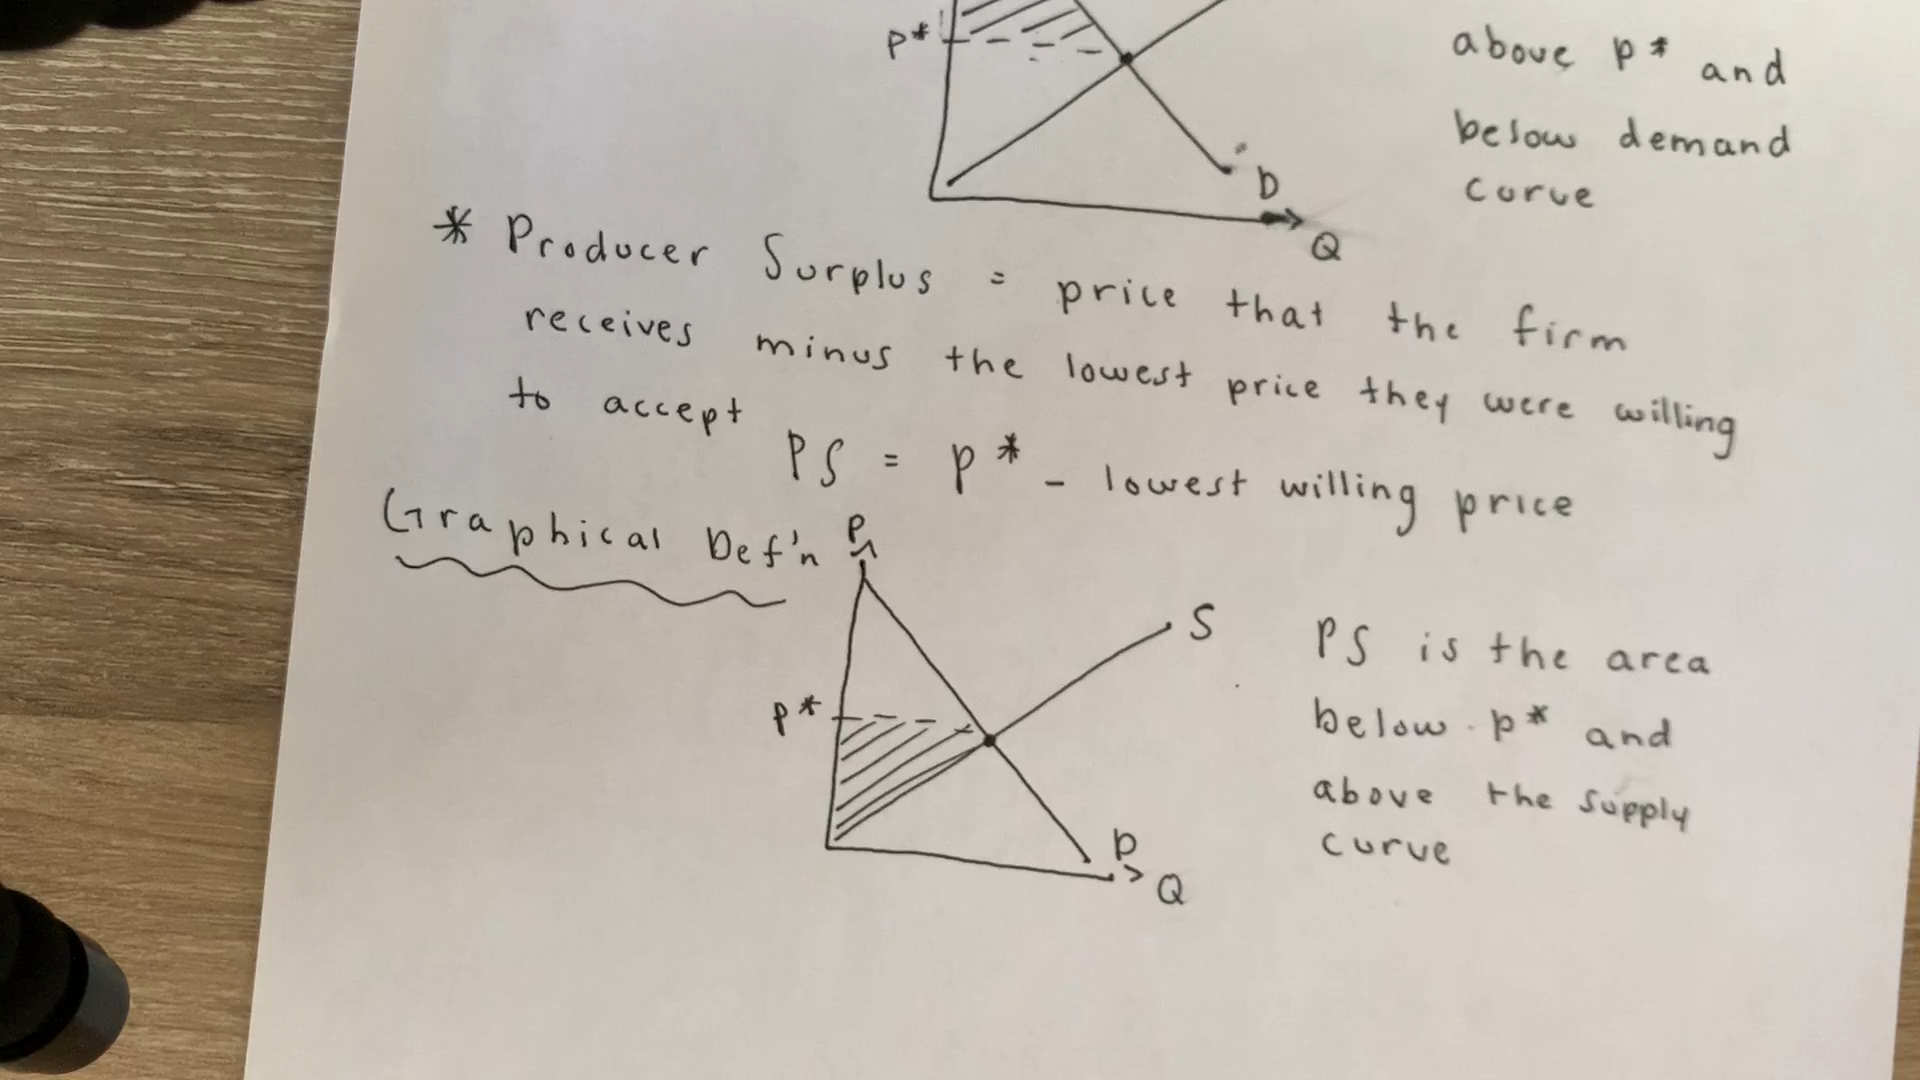 P*
above P* and
below demand
curve
D
Q
* Producer Surplus = price that the firm
receives minus the lowest price they were willing
to accept
PS = P* - lowest willing price
Graphical Def'n
P
S
P*
D
Q
PS is the area
below P* and
above the supply
curve